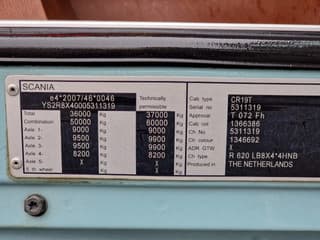 SCANIA
e4*2007/46*0046
YS2R8X40005311319
Technically permissible
Total 36000 Kg 37000 Kg
Combination 50000 Kg 60000 Kg
Axle 1- 9000 Kg 9000 Kg
Axle 2- 9500 Kg 9900 Kg
Axle 3- 9500 Kg 9900 Kg
Axle 4- 8200 Kg 8200 Kg
Axle 5- X Kg X Kg
S. th wheel Kg X Kg
Cab type CR19T
Serial no 5311319
Approval T 072 Fh
Cab not 1366386
Ch. No 5311319
Ch. colour 1346692
ADR GTW X
Ch. type R 620 LB8X4*4HNB
Produced in THE NETHERLANDS